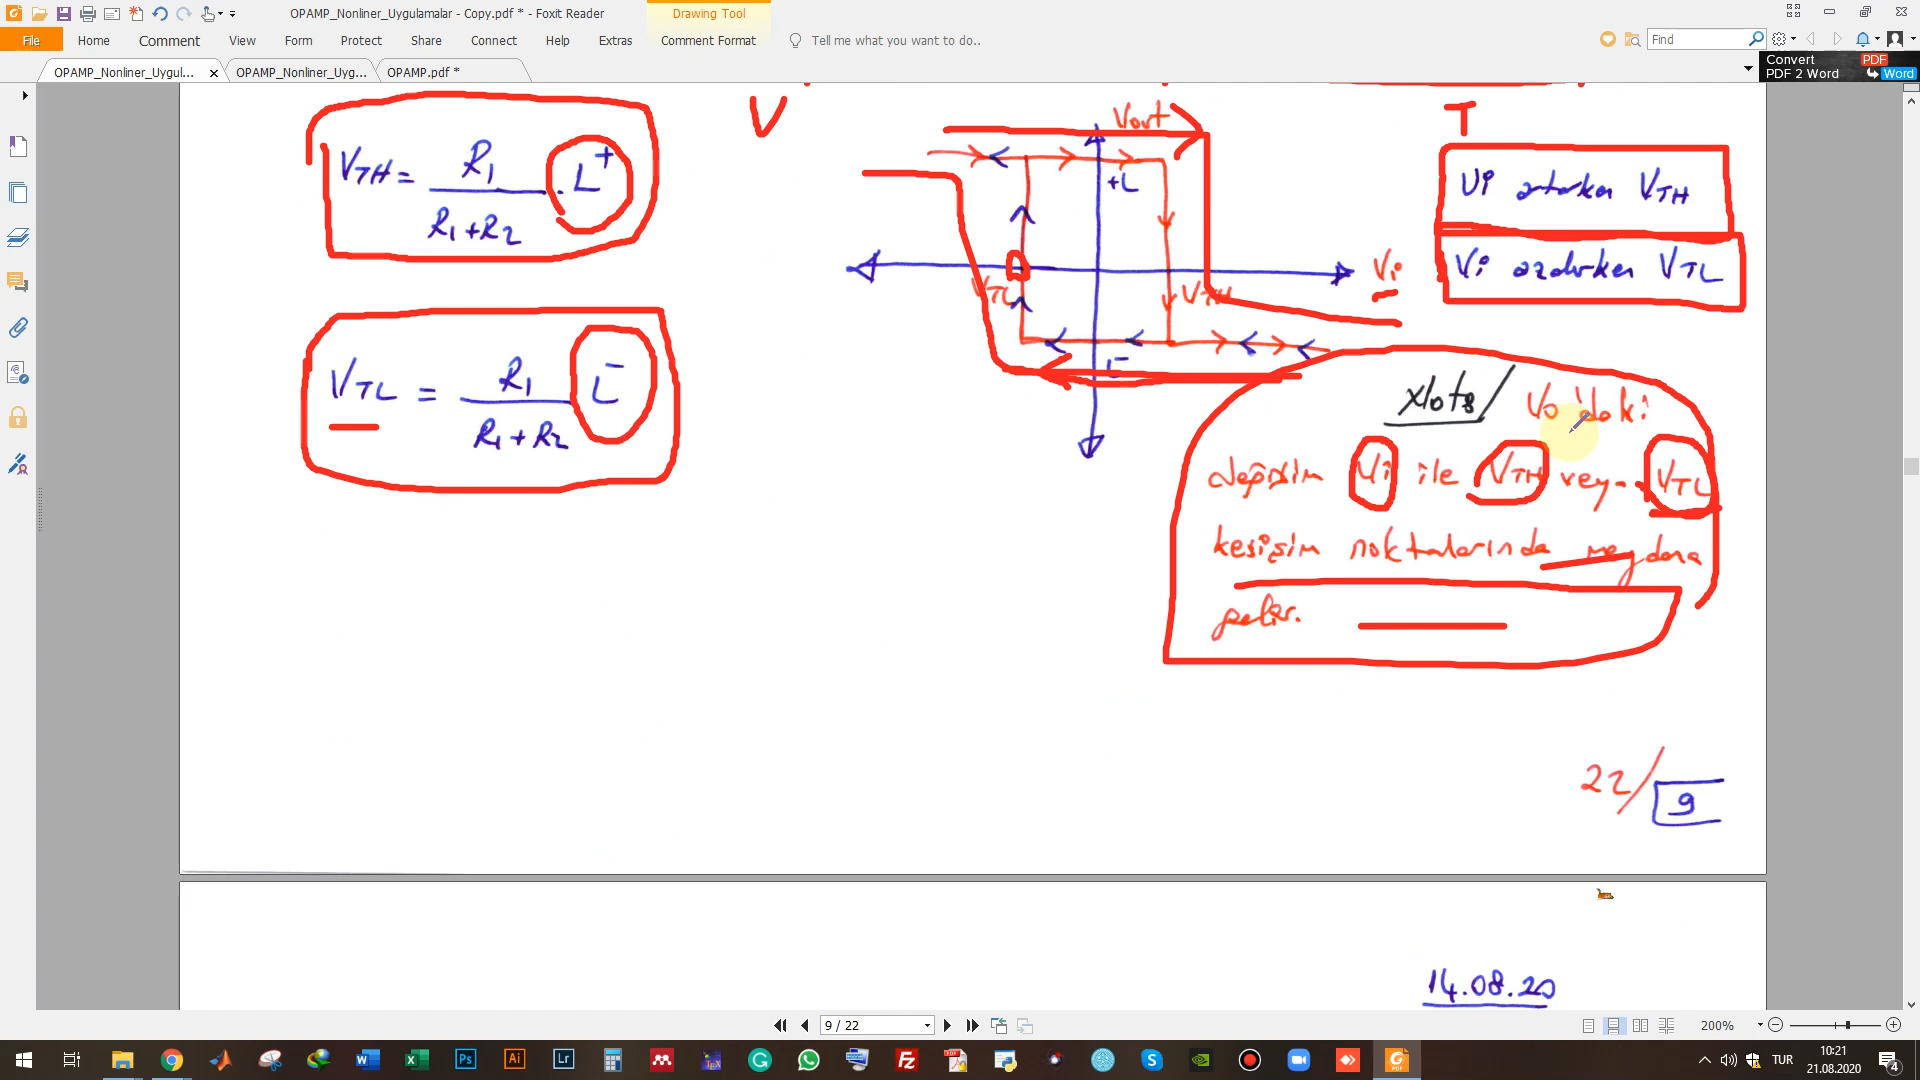 OPAMP_Nonliner_Uygulamalar - Copy.pdf * - Foxit Reader
Drawing Tool
File
Home
Comment
View
Form
Protect
Share
Connect
Help
Extras
Comment Format
Tell me what you want to do..
Find
OPAMP_Nonliner_Uygul...
OPAMP_Nonliner_Uyg...
OPAMP.pdf *
Convert PDF
PDF 2 Word Word
VTH = R1 / R1+R2 . L+
VTL = R1 / R1+R2 L-
V
Vout
+L
VTL
VTH
L-
Vi
T
Vi artarken VTH
Vi azalırken VTL
Vo'daki
değişim Vi ile VTH veya VTL
kesişim noktalarında meydana
gelir.
22/9
14.08.20
9 / 22
200%
TUR
10:21
21.08.2020
4